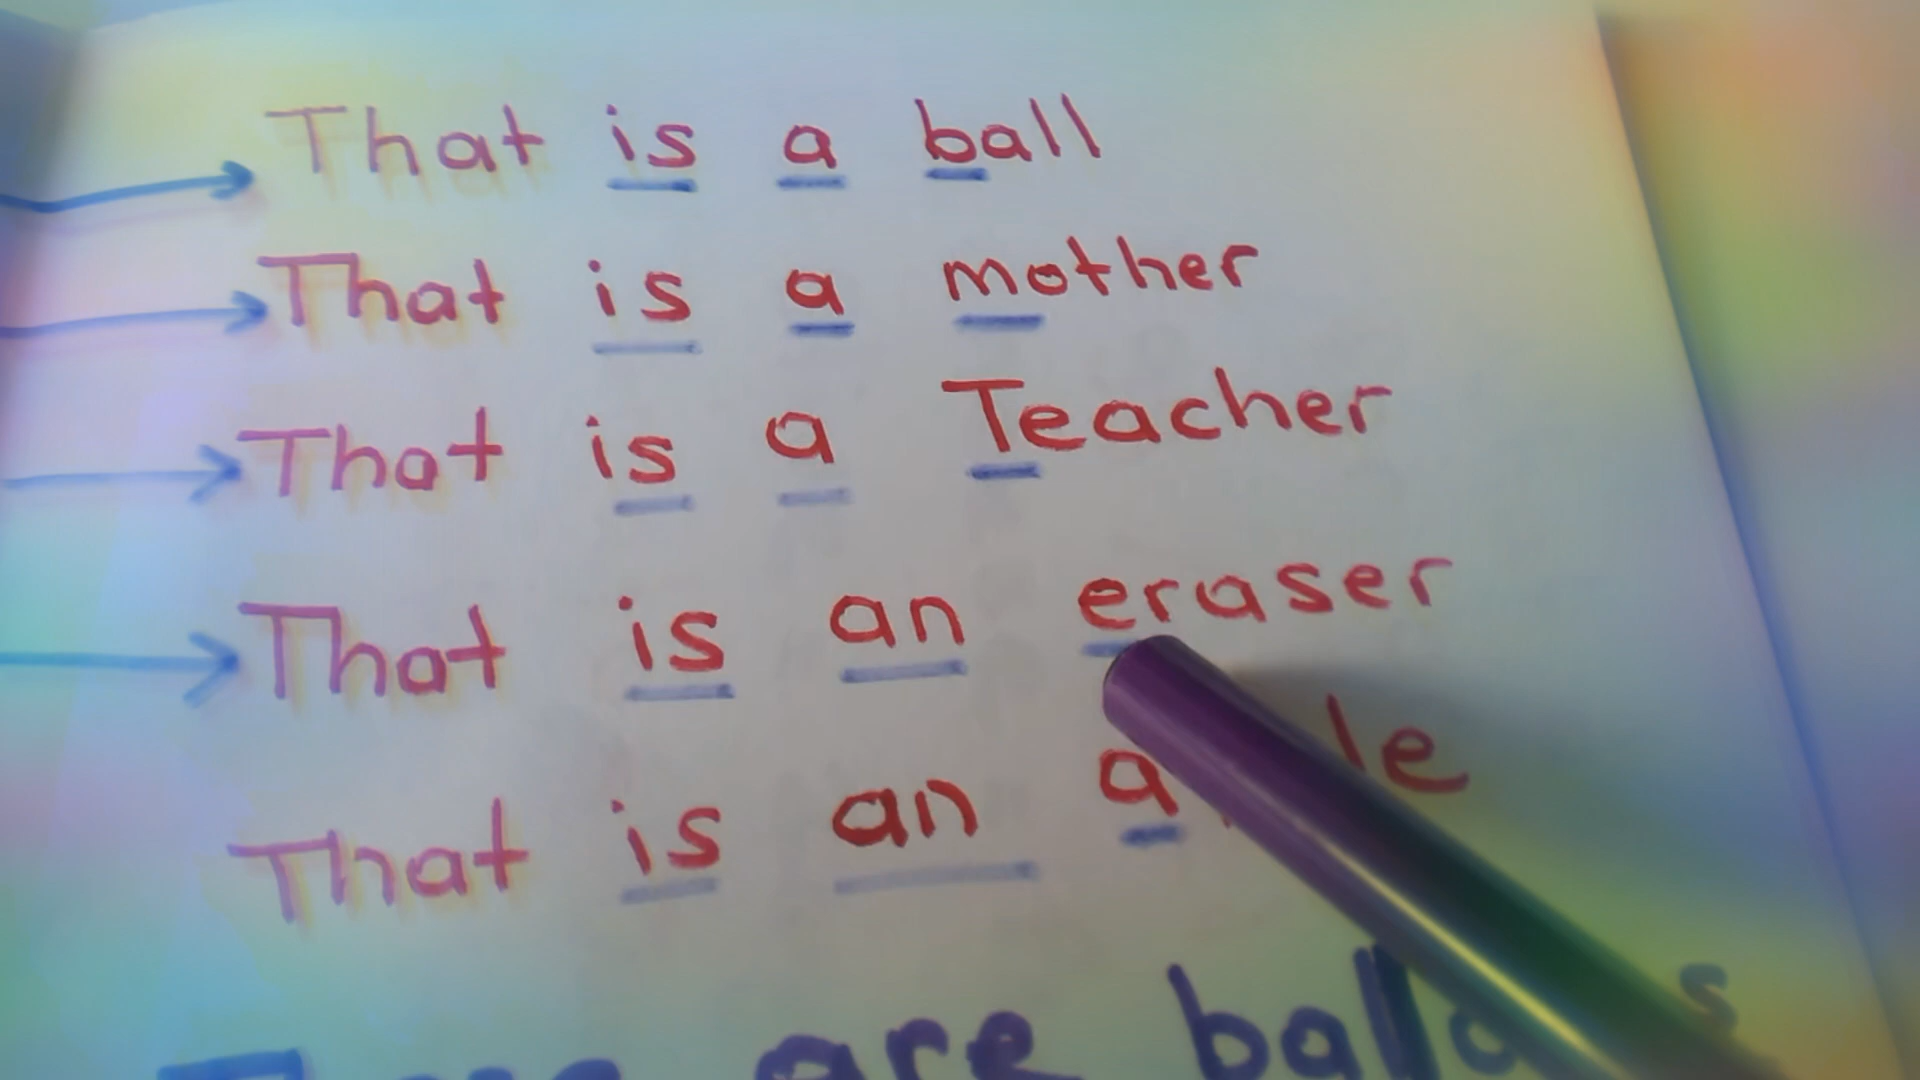 That is a ball
That is a mother
That is a Teacher
That is an eraser
That is an
are